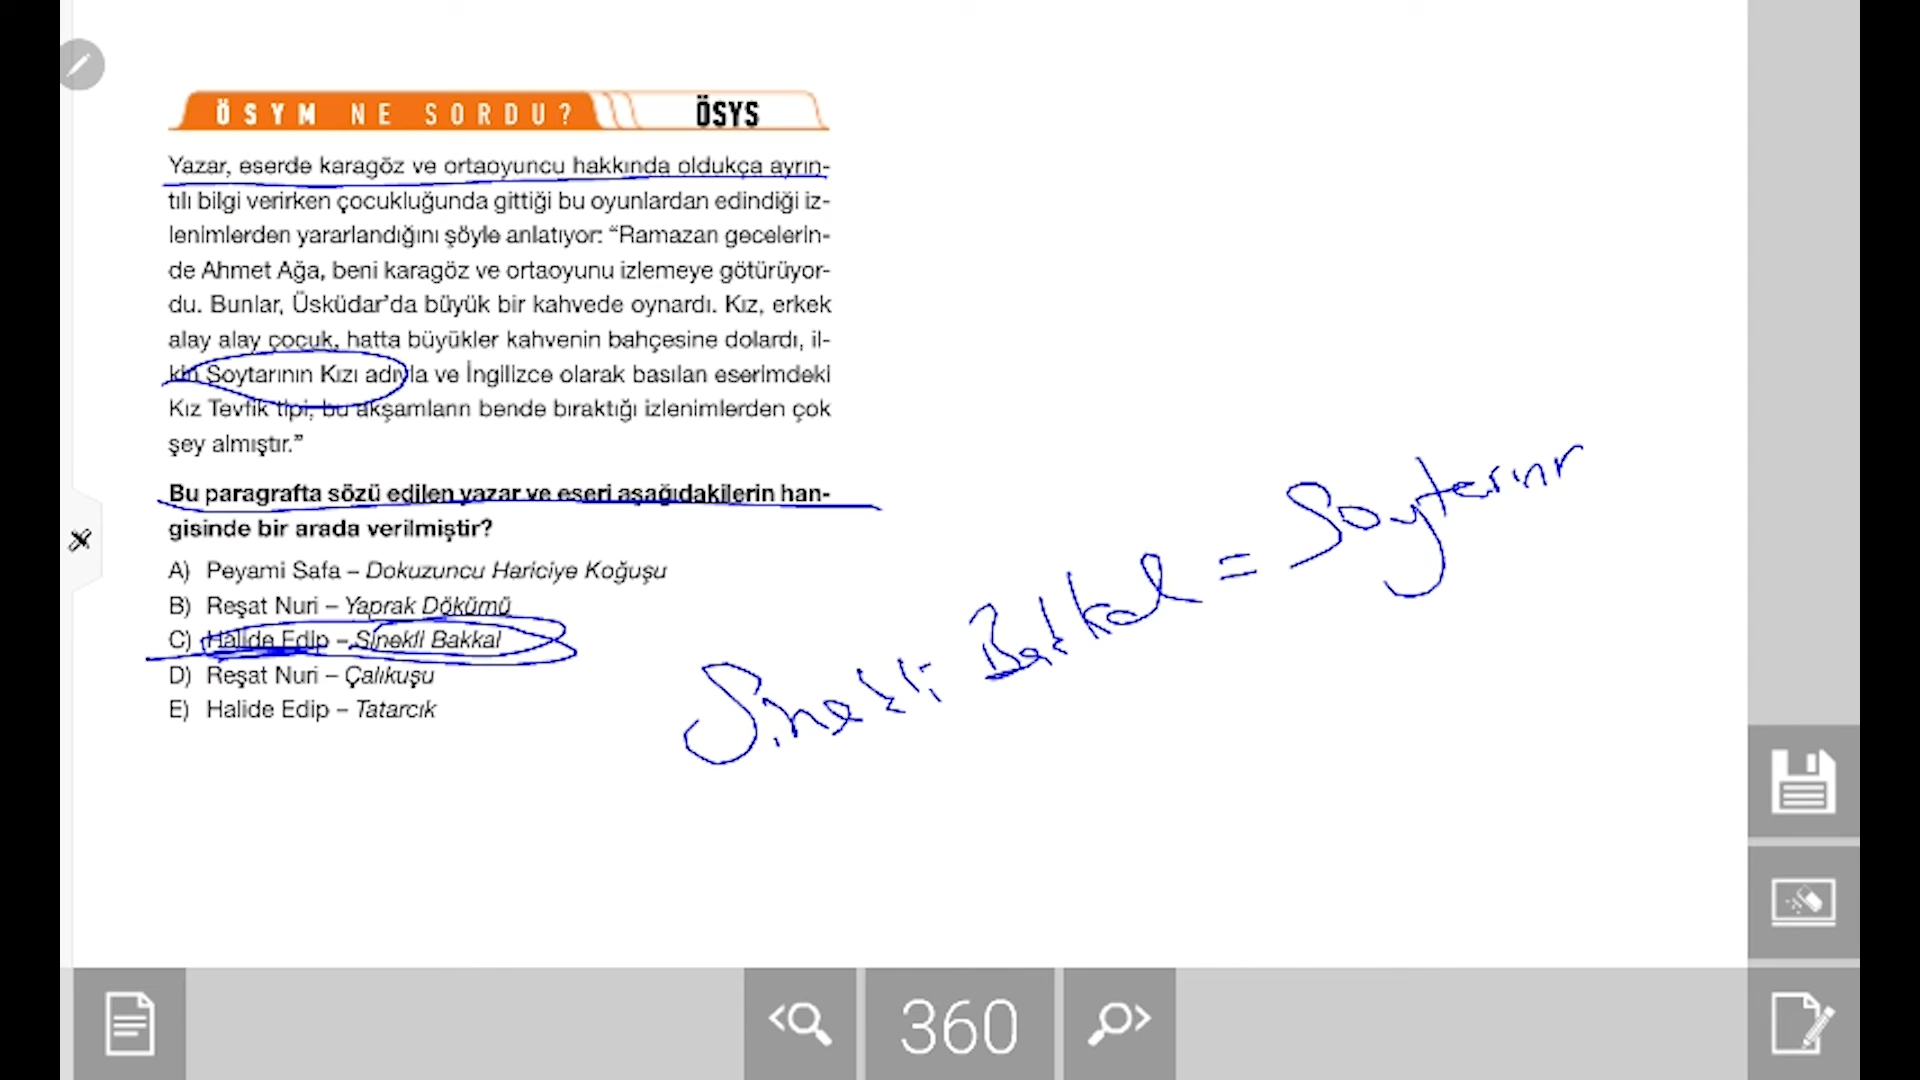 ÖSYM NE SORDU? ÖSYS
Yazar, eserde karagöz ve ortaoyuncu hakkında oldukça ayrın-
tılı bilgi verirken çocukluğunda gittiği bu oyunlardan edindiği iz-
lenimlerden yararlandığını şöyle anlatıyor: “Ramazan gecelerin-
de Ahmet Ağa, beni karagöz ve ortaoyunu izlemeye götürüyor-
du. Bunlar, Üsküdar’da büyük bir kahvede oynardı. Kız, erkek
alay alay çocuk, hatta büyükler kahvenin bahçesine dolardı, il-
kin Soytarının Kızı adıyla ve İngilizce olarak basılan eserimdeki
Kız Tevfik tipi, bu akşamların bende bıraktığı izlenimlerden çok
şey almıştır.”
Bu paragrafta sözü edilen yazar ve eseri aşağıdakilerin han-
gisinde bir arada verilmiştir?
A) Peyami Safa – Dokuzuncu Hariciye Koğuşu
B) Reşat Nuri – Yaprak Dökümü
C) Halide Edip – Sinekli Bakkal
D) Reşat Nuri – Çalıkuşu
E) Halide Edip – Tatarcık
Sinekli Bakkal =
360